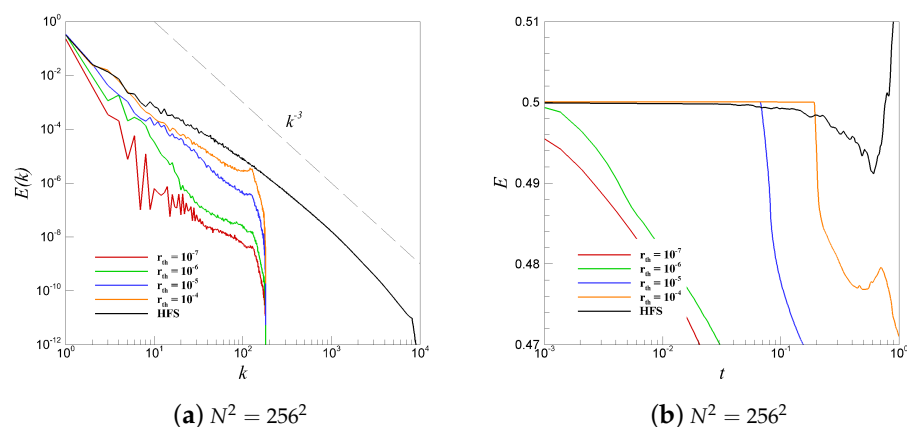 10^0
10^-2
10^-4
10^-6
10^-8
10^-10
10^-12
E(k)
k^-3
r_th = 10^-7
r_th = 10^-6
r_th = 10^-5
r_th = 10^-4
HFS
10^0
10^1
10^2
10^3
10^4
k
(a) N^2 = 256^2
0.51
0.5
0.49
0.48
0.47
E
r_th = 10^-7
r_th = 10^-6
r_th = 10^-5
r_th = 10^-4
HFS
10^-3
10^-2
10^-1
10^0
t
(b) N^2 = 256^2